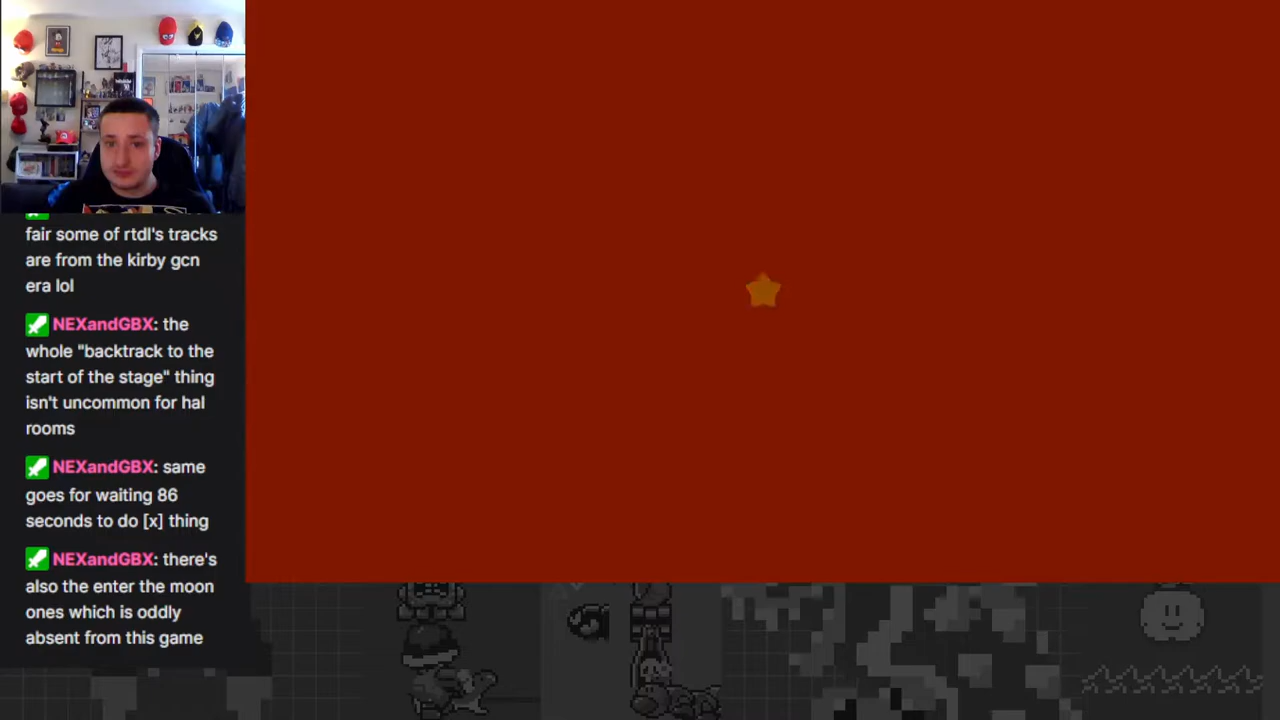 fair some of rtdl's tracks
are from the kirby gcn
era lol
NEXandGBX: the
whole "backtrack to the
start of the stage" thing
isn't uncommon for hal
rooms
NEXandGBX: same
goes for waiting 86
seconds to do [x] thing
NEXandGBX: there's
also the enter the moon
ones which is oddly
absent from this game